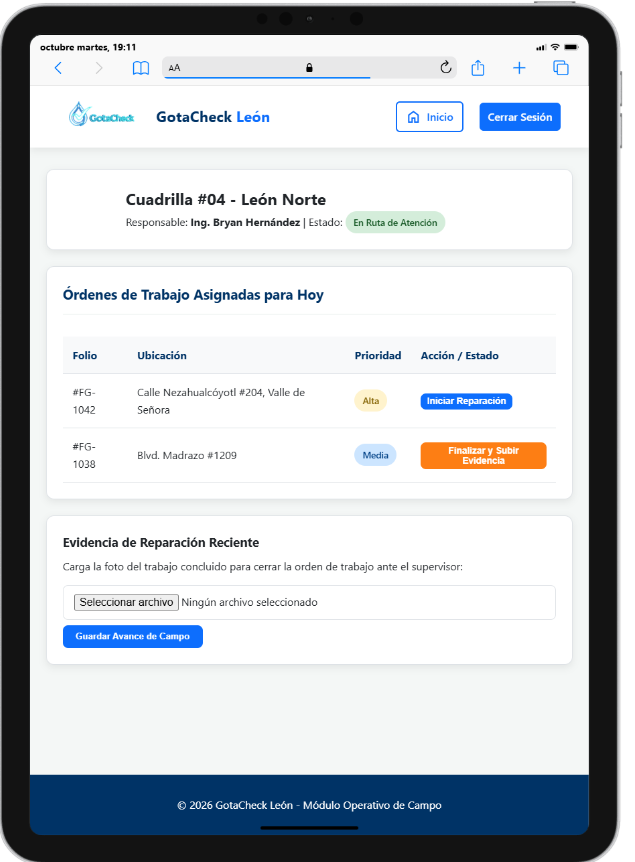 octubre martes, 19:11
AA
GotaCheck
GotaCheck León
Inicio
Cerrar Sesión
Cuadrilla #04 - León Norte
Responsable: Ing. Bryan Hernández | Estado: En Ruta de Atención
Órdenes de Trabajo Asignadas para Hoy
Folio Ubicación Prioridad Acción / Estado
#FG-
1042
Calle Nezahualcóyotl #204, Valle de
Señora
Alta
Iniciar Reparación
#FG-
1038
Blvd. Madrazo #1209
Media
Finalizar y Subir
Evidencia
Evidencia de Reparación Reciente
Carga la foto del trabajo concluido para cerrar la orden de trabajo ante el supervisor:
Seleccionar archivo Ningún archivo seleccionado
Guardar Avance de Campo
© 2026 GotaCheck León - Módulo Operativo de Campo